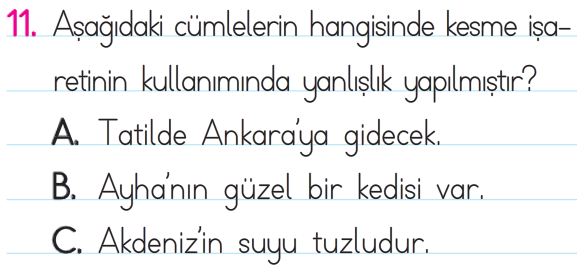 11. Aşağıdaki cümlelerin hangisinde kesme işa-
retinin kullanımında yanlışlık yapılmıştır?
A. Tatilde Ankara'ya gidecek.
B. Ayha'nın güzel bir kedisi var.
C. Akdeniz'in suyu tuzludur.